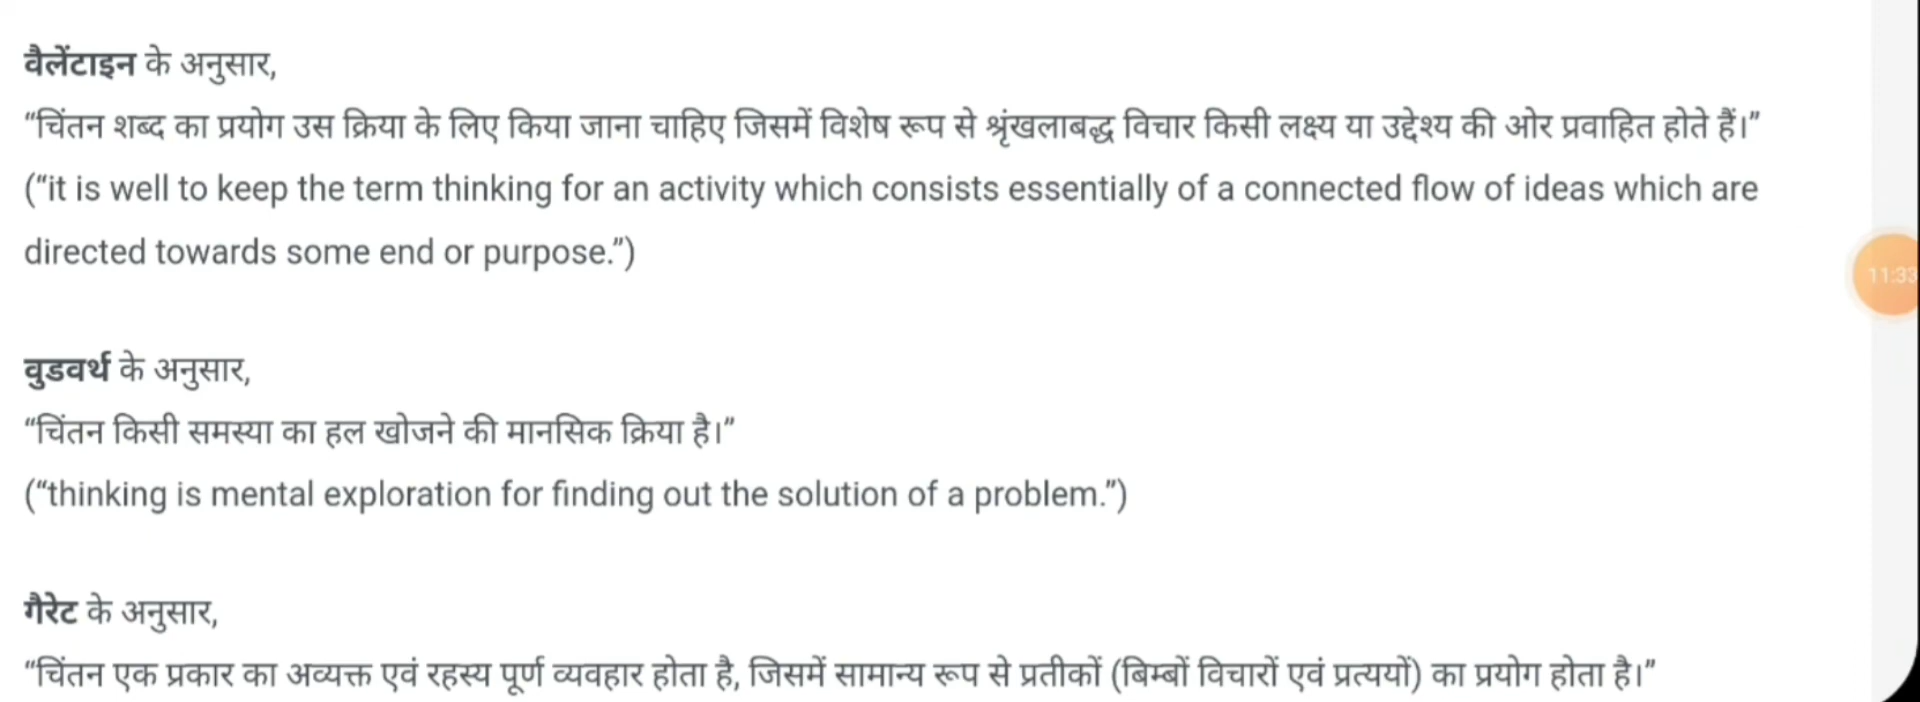 वैलेंटाइन के अनुसार,
“चिंतन शब्द का प्रयोग उस क्रिया के लिए किया जाना चाहिए जिसमें विशेष रूप से श्रृंखलाबद्ध विचार किसी लक्ष्य या उद्देश्य की ओर प्रवाहित होते हैं।”
(“it is well to keep the term thinking for an activity which consists essentially of a connected flow of ideas which are
directed towards some end or purpose.”)
11:33
वुडवर्थ के अनुसार,
“चिंतन किसी समस्या का हल खोजने की मानसिक क्रिया है।”
(“thinking is mental exploration for finding out the solution of a problem.”)
गैरेट के अनुसार,
“चिंतन एक प्रकार का अव्यक्त एवं रहस्य पूर्ण व्यवहार होता है, जिसमें सामान्य रूप से प्रतीकों (बिम्बों विचारों एवं प्रत्ययों) का प्रयोग होता है।”